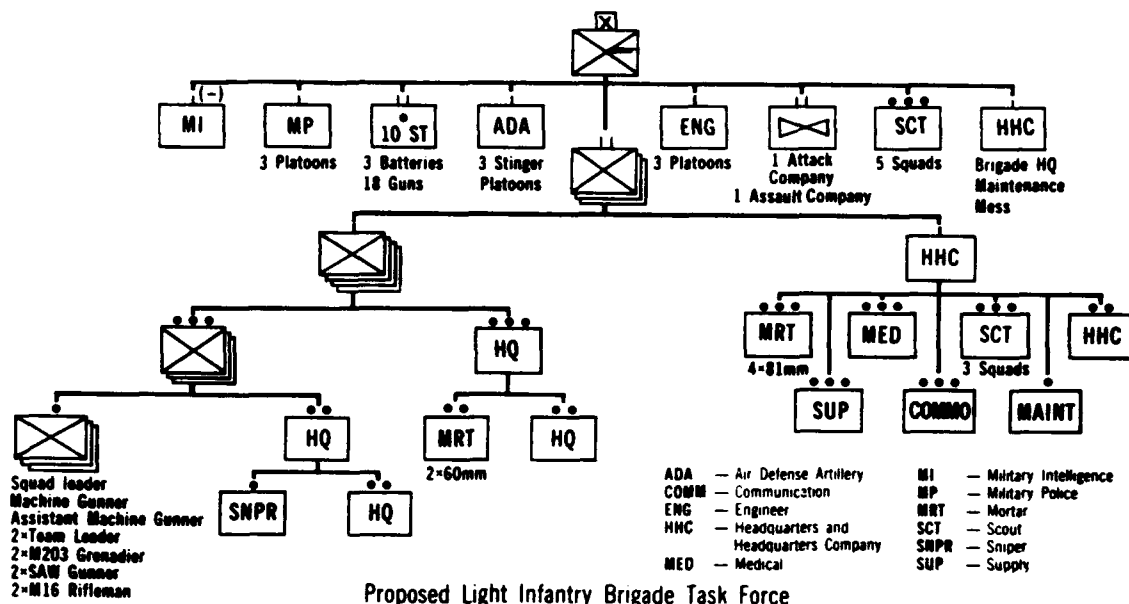 X
(-)
MI
MP
3 Platoons
10 ST
3 Batteries
18 Guns
ADA
3 Stinger
Platoons
ENG
3 Platoons
1 Attack
Company
1 Assault Company
SCT
5 Squads
HHC
Brigade HQ
Maintenance
Mess
HHC
HQ
MRT
4×81mm
MED
SCT
3 Squads
HHC
SUP
COMMO
MAINT
HQ
MRT
2×60mm
HQ
SNPR
HQ
Squad leader
Machine Gunner
Assistant Machine Gunner
2×Team Leader
2×M203 Grenadier
2×SAW Gunner
2×M16 Rifleman
ADA — Air Defense Artillery
COMM — Communication
ENG — Engineer
HHC — Headquarters and
Headquarters Company
MED — Medical
MI — Military Intelligence
MP — Military Police
MRT — Mortar
SCT — Scout
SNPR — Sniper
SUP — Supply
Proposed Light Infantry Brigade Task Force